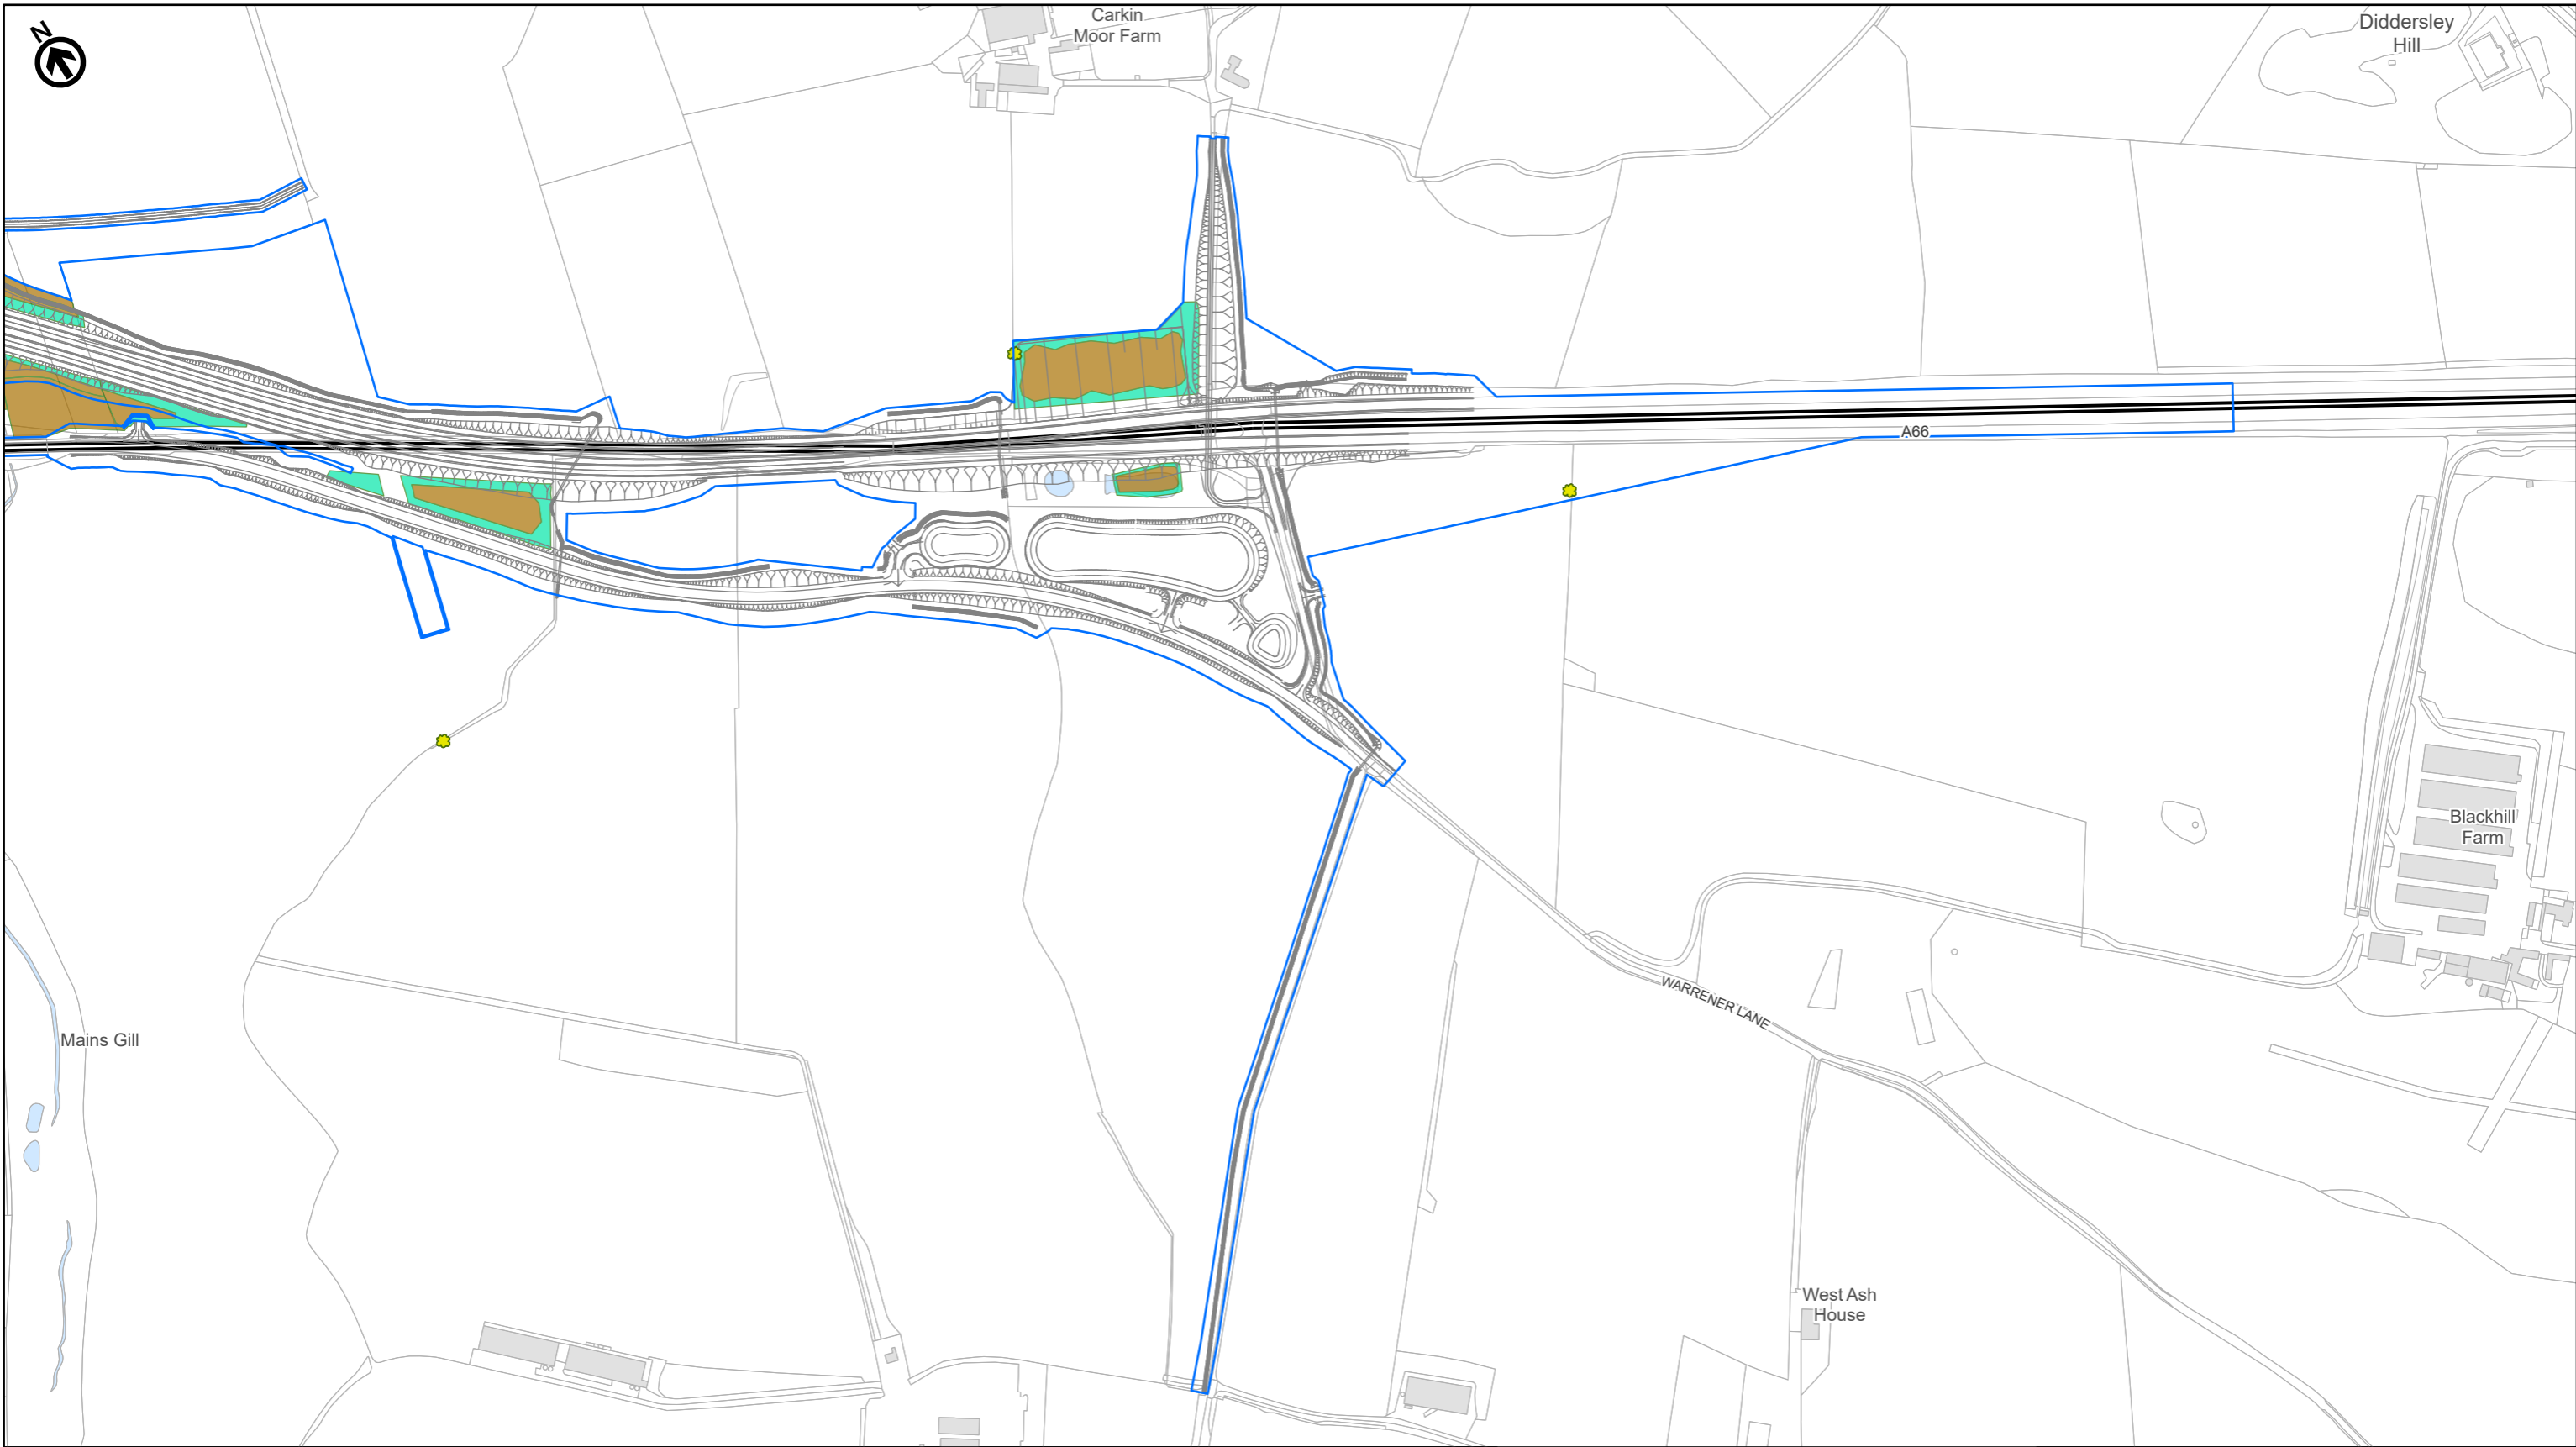 N
Carkin
Moor Farm
Diddersley
Hill
A66
Blackhill
Farm
WARRENER LANE
Mains Gill
West Ash
House